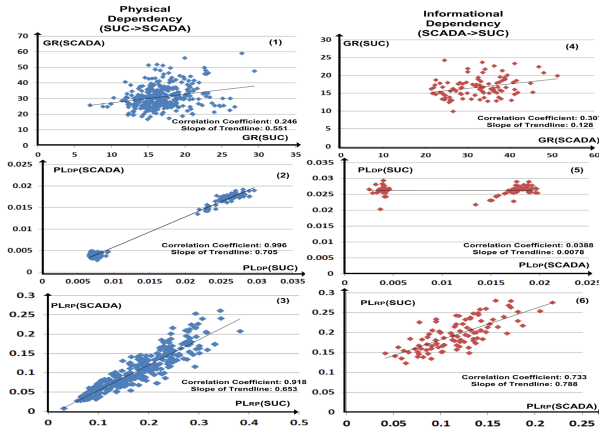 Physical
Dependency
(SUC->SCADA)
GR(SCADA)
(1)
70
60
50
40
30
20
10
0
Correlation Coefficient: 0.246
Slope of Trendline: 0.551
GR(SUC)
0 5 10 15 20 25 30 35
PLDP(SCADA)
(2)
0.025
0.02
0.015
0.01
0.005
0
Correlation Coefficient: 0.996
Slope of Trendline: 0.705
PLDP(SUC)
0 0.005 0.01 0.015 0.02 0.025 0.03 0.035
PLRP(SCADA)
(3)
0.3
0.25
0.2
0.15
0.1
0.05
0
Correlation Coefficient: 0.918
Slope of Trendline: 0.653
PLRP(SUC)
0 0.1 0.2 0.3 0.4 0.5
Informational
Dependency
(SCADA->SUC)
GR(SUC)
(4)
30
25
20
15
10
5
0
Correlation Coefficient: 0.307
Slope of Trendline: 0.128
GR(SCADA)
0 10 20 30 40 50 60
PLDP(SUC)
(5)
0.035
0.03
0.025
0.02
0.015
0.01
0.005
0
Correlation Coefficient: 0.0388
Slope of Trendline: 0.0078
PLDP(SCADA)
0 0.005 0.01 0.015 0.02 0.025
PLRP(SUC)
(6)
0.3
0.25
0.2
0.15
0.1
0.05
0
Correlation Coefficient: 0.733
Slope of Trendline: 0.788
PLRP(SCADA)
0 0.05 0.1 0.15 0.2 0.25